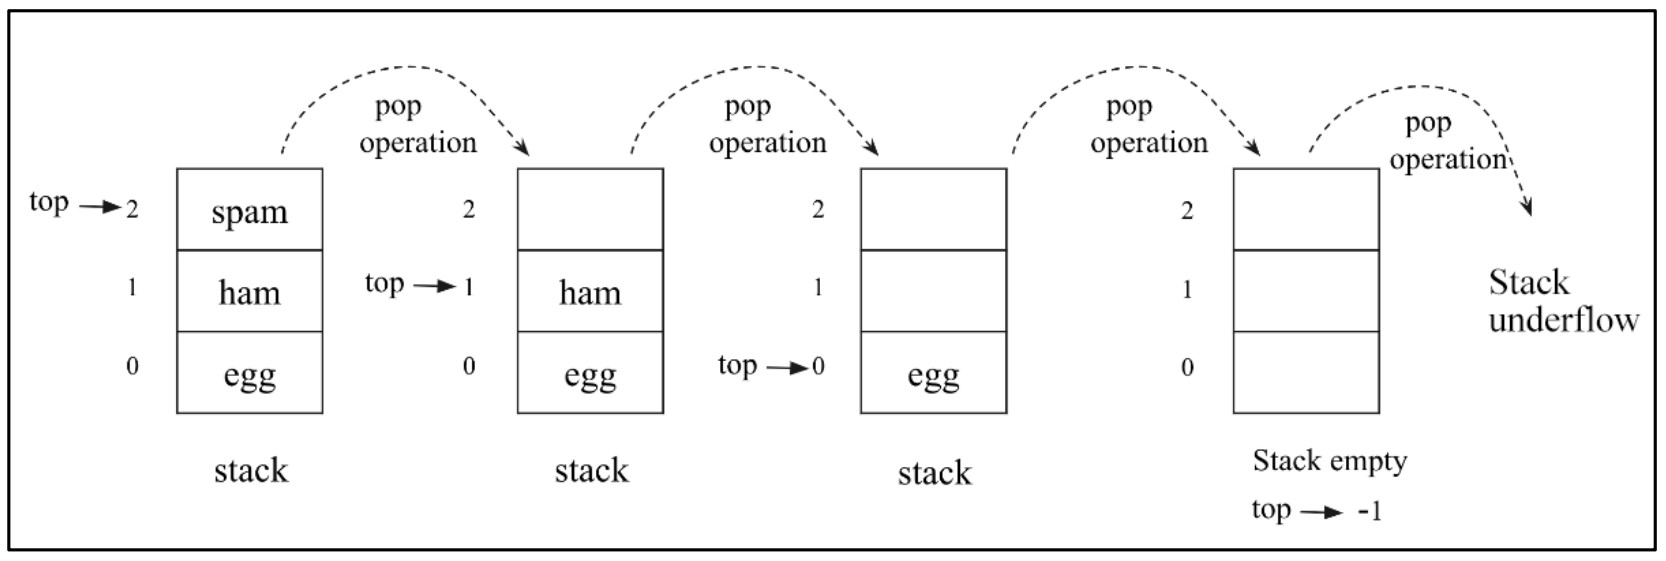 pop
operation
pop
operation
pop
operation
pop
operation
top
2
spam
1
ham
0
egg
stack
2
top
1
ham
0
egg
stack
2
1
top
0
egg
stack
2
1
0
Stack empty
top
-1
Stack
underflow